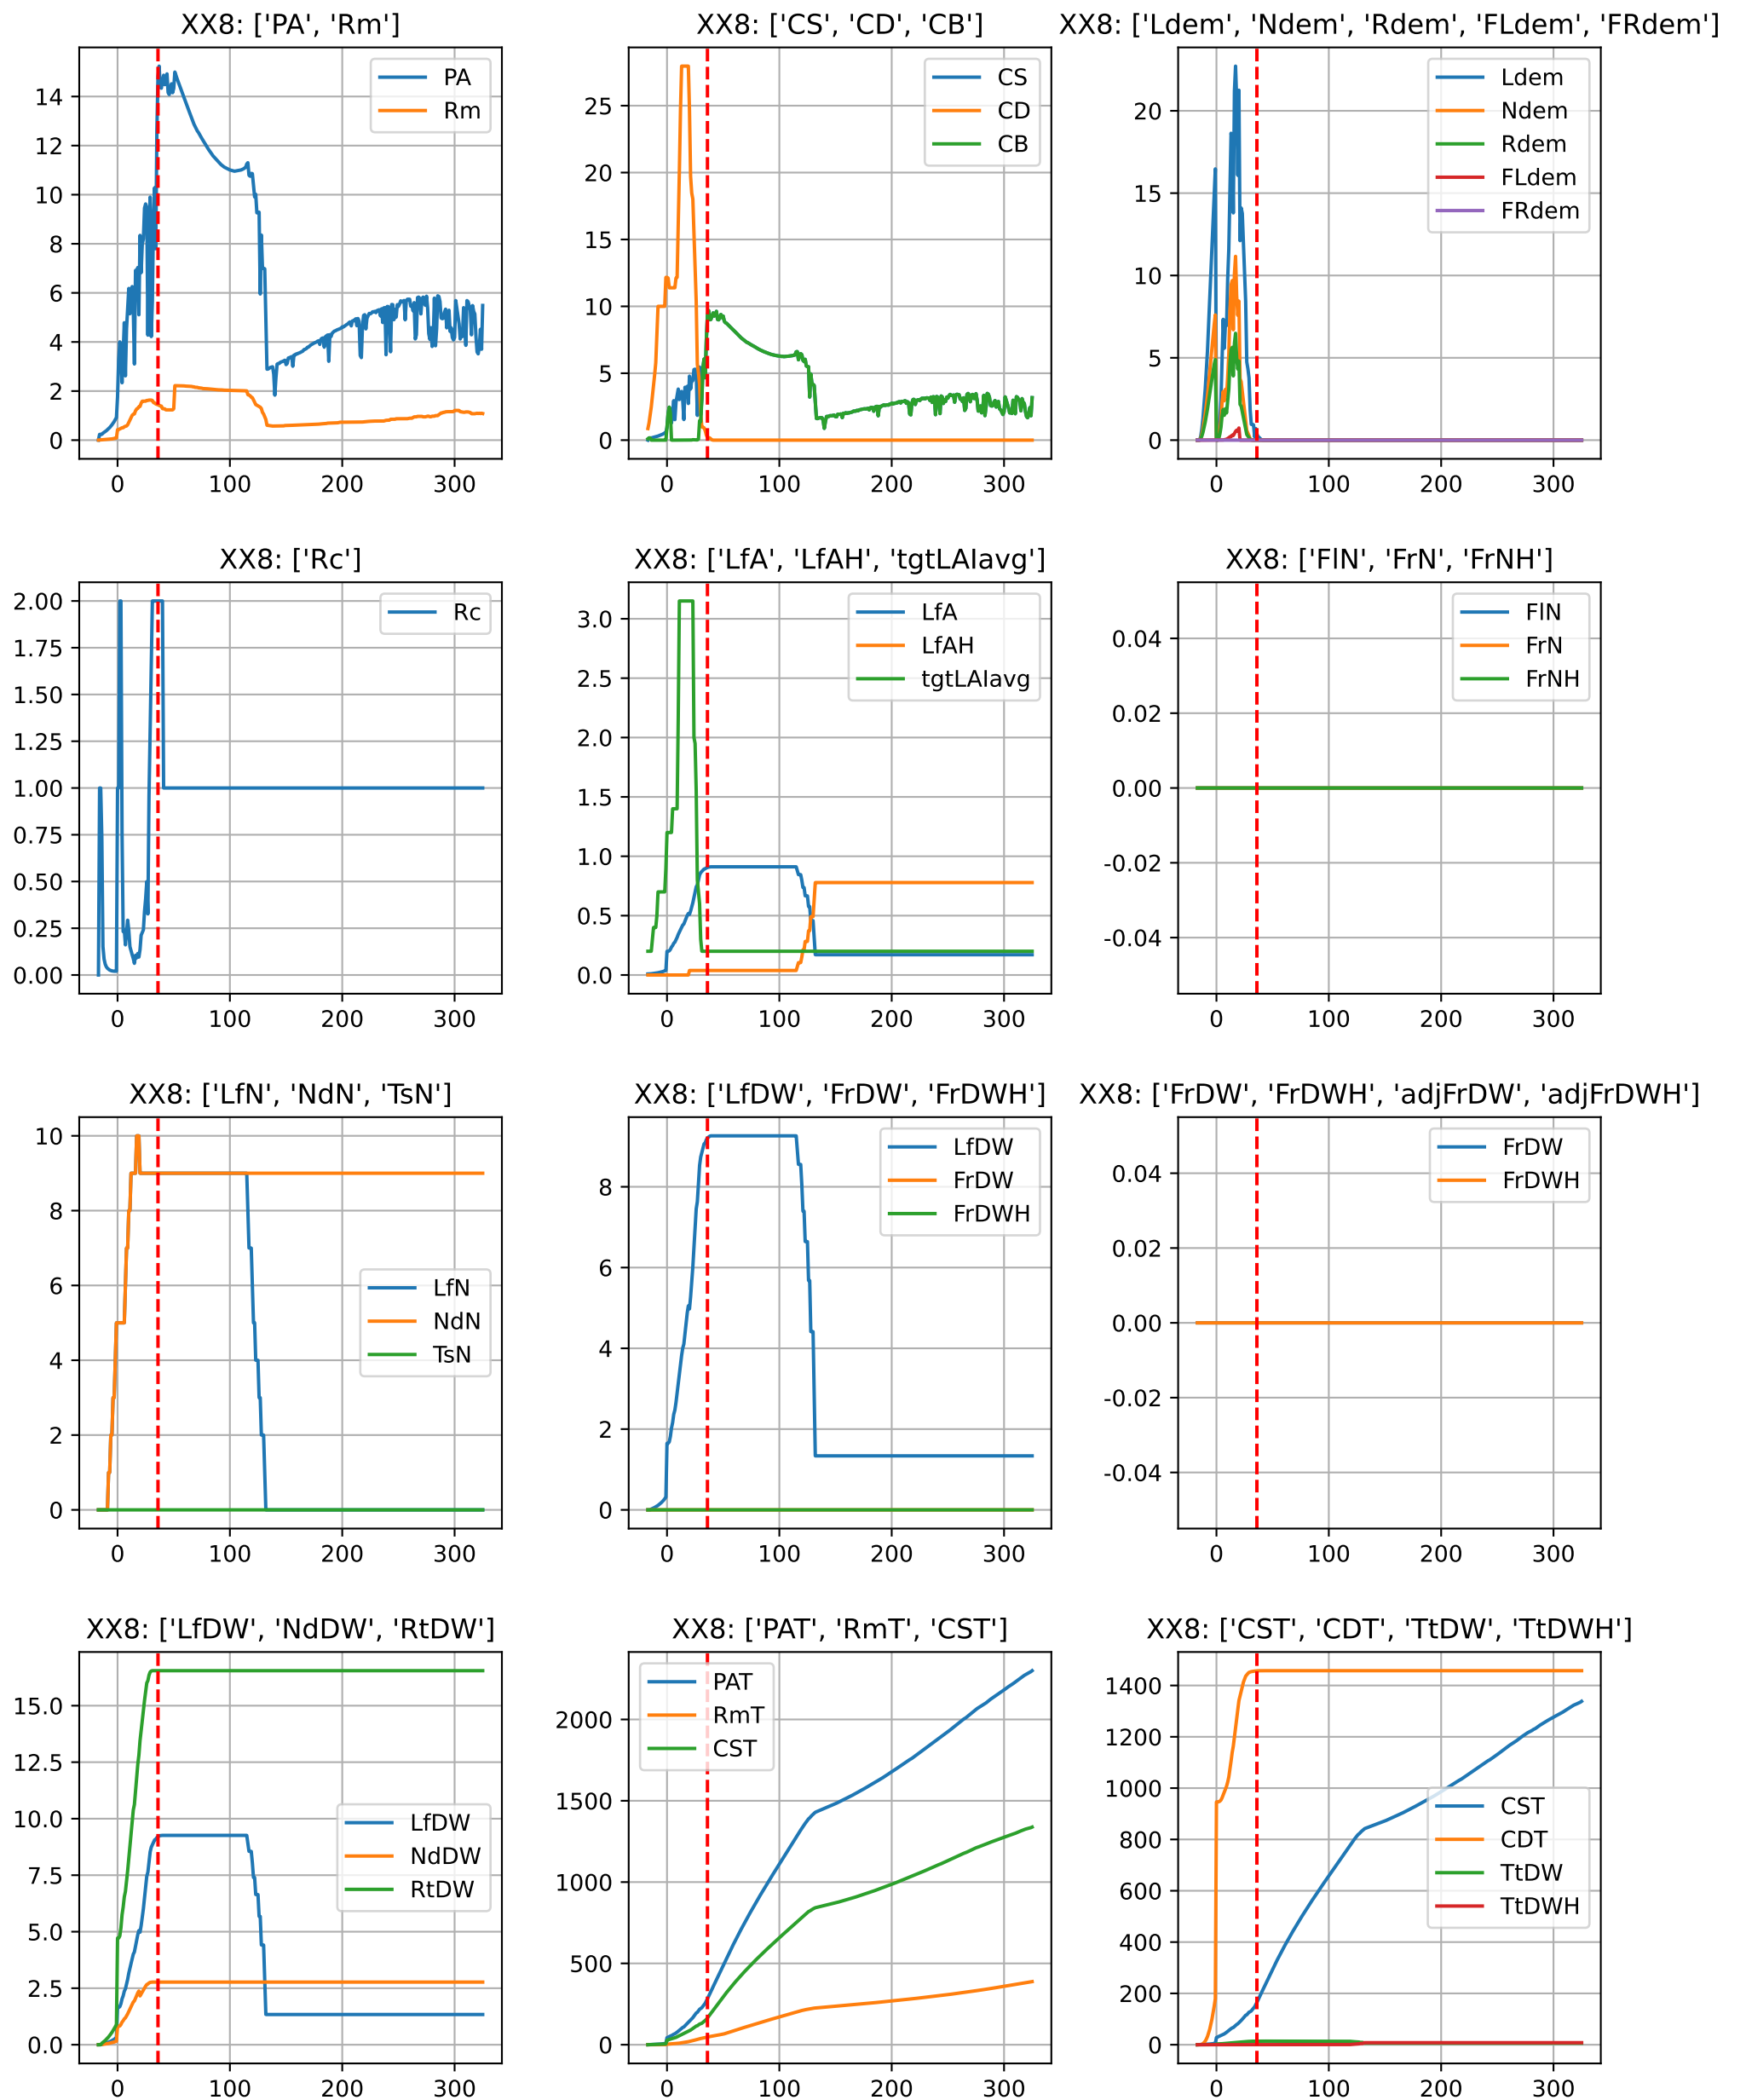 XX8: ['PA', 'Rm']
14
12
10
8
6
4
2
0
0 100 200 300
PA
Rm
XX8: ['CS', 'CD', 'CB']
25
20
15
10
5
0
0 100 200 300
CS
CD
CB
XX8: ['Ldem', 'Ndem', 'Rdem', 'FLdem', 'FRdem']
20
15
10
5
0
0 100 200 300
Ldem
Ndem
Rdem
FLdem
FRdem
XX8: ['Rc']
2.00
1.75
1.50
1.25
1.00
0.75
0.50
0.25
0.00
0 100 200 300
Rc
XX8: ['LfA', 'LfAH', 'tgtLAIavg']
3.0
2.5
2.0
1.5
1.0
0.5
0.0
0 100 200 300
LfA
LfAH
tgtLAIavg
XX8: ['FlN', 'FrN', 'FrNH']
0.04
0.02
0.00
-0.02
-0.04
0 100 200 300
FlN
FrN
FrNH
XX8: ['LfN', 'NdN', 'TsN']
10
8
6
4
2
0
0 100 200 300
LfN
NdN
TsN
XX8: ['LfDW', 'FrDW', 'FrDWH']
8
6
4
2
0
0 100 200 300
LfDW
FrDW
FrDWH
XX8: ['FrDW', 'FrDWH', 'adjFrDW', 'adjFrDWH']
0.04
0.02
0.00
-0.02
-0.04
0 100 200 300
FrDW
FrDWH
XX8: ['LfDW', 'NdDW', 'RtDW']
15.0
12.5
10.0
7.5
5.0
2.5
0.0
0 100 200 300
LfDW
NdDW
RtDW
XX8: ['PAT', 'RmT', 'CST']
2000
1500
1000
500
0
0 100 200 300
PAT
RmT
CST
XX8: ['CST', 'CDT', 'TtDW', 'TtDWH']
1400
1200
1000
800
600
400
200
0
0 100 200 300
CST
CDT
TtDW
TtDWH